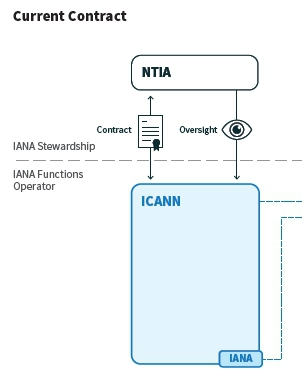 Current Contract
NTIA
Contract
Oversight
IANA Stewardship
IANA Functions
Operator
ICANN
IANA